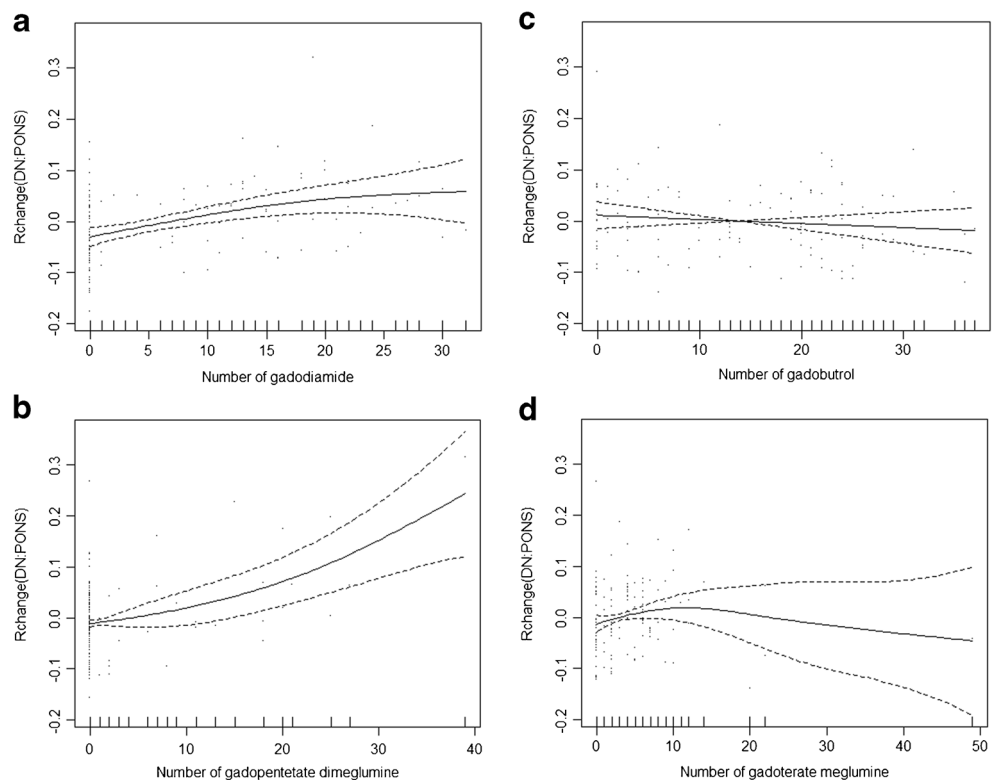 a
Rchange(DN:PONS)
0.3
0.2
0.1
0.0
-0.1
-0.2
0 5 10 15 20 25 30
Number of gadodiamide
c
Rchange(DN:PONS)
0.3
0.2
0.1
0.0
-0.1
-0.2
0 10 20 30
Number of gadobutrol
b
Rchange(DN:PONS)
0.3
0.2
0.1
0.0
-0.1
-0.2
0 10 20 30 40
Number of gadopentetate dimeglumine
d
Rchange(DN:PONS)
0.3
0.2
0.1
0.0
-0.1
-0.2
0 10 20 30 40 50
Number of gadoterate meglumine